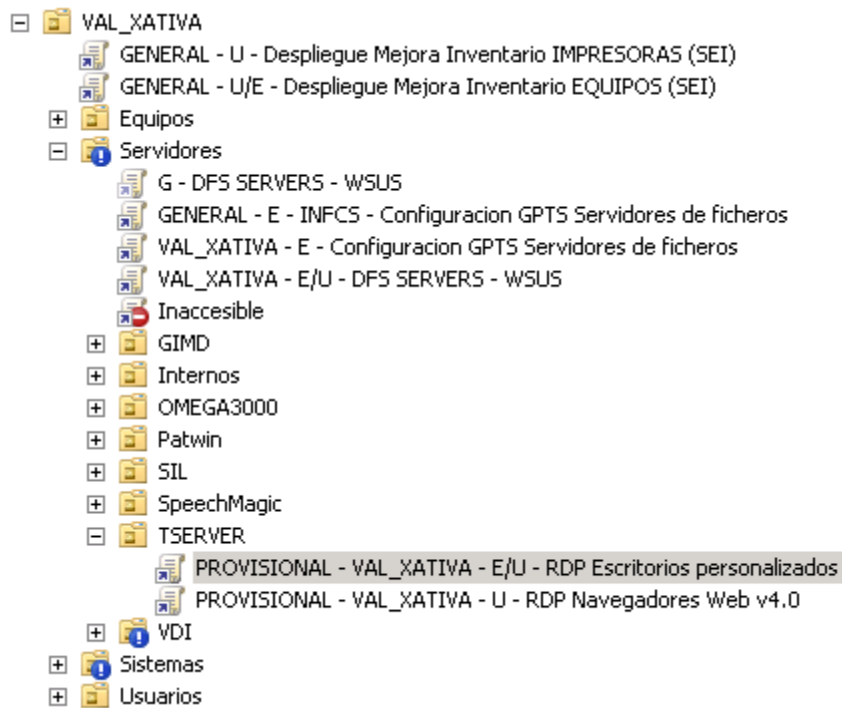 VAL_XATIVA
GENERAL - U - Despliegue Mejora Inventario IMPRESORAS (SEI)
GENERAL - U/E - Despliegue Mejora Inventario EQUIPOS (SEI)
Equipos
Servidores
G - DFS SERVERS - WSUS
GENERAL - E - INFCS - Configuracion GPTS Servidores de ficheros
VAL_XATIVA - E - Configuracion GPTS Servidores de ficheros
VAL_XATIVA - E/U - DFS SERVERS - WSUS
Inaccesible
GIMD
Internos
OMEGA3000
Patwin
SIL
SpeechMagic
TSERVER
PROVISIONAL - VAL_XATIVA - E/U - RDP Escritorios personalizados
PROVISIONAL - VAL_XATIVA - U - RDP Navegadores Web v4.0
VDI
Sistemas
Usuarios